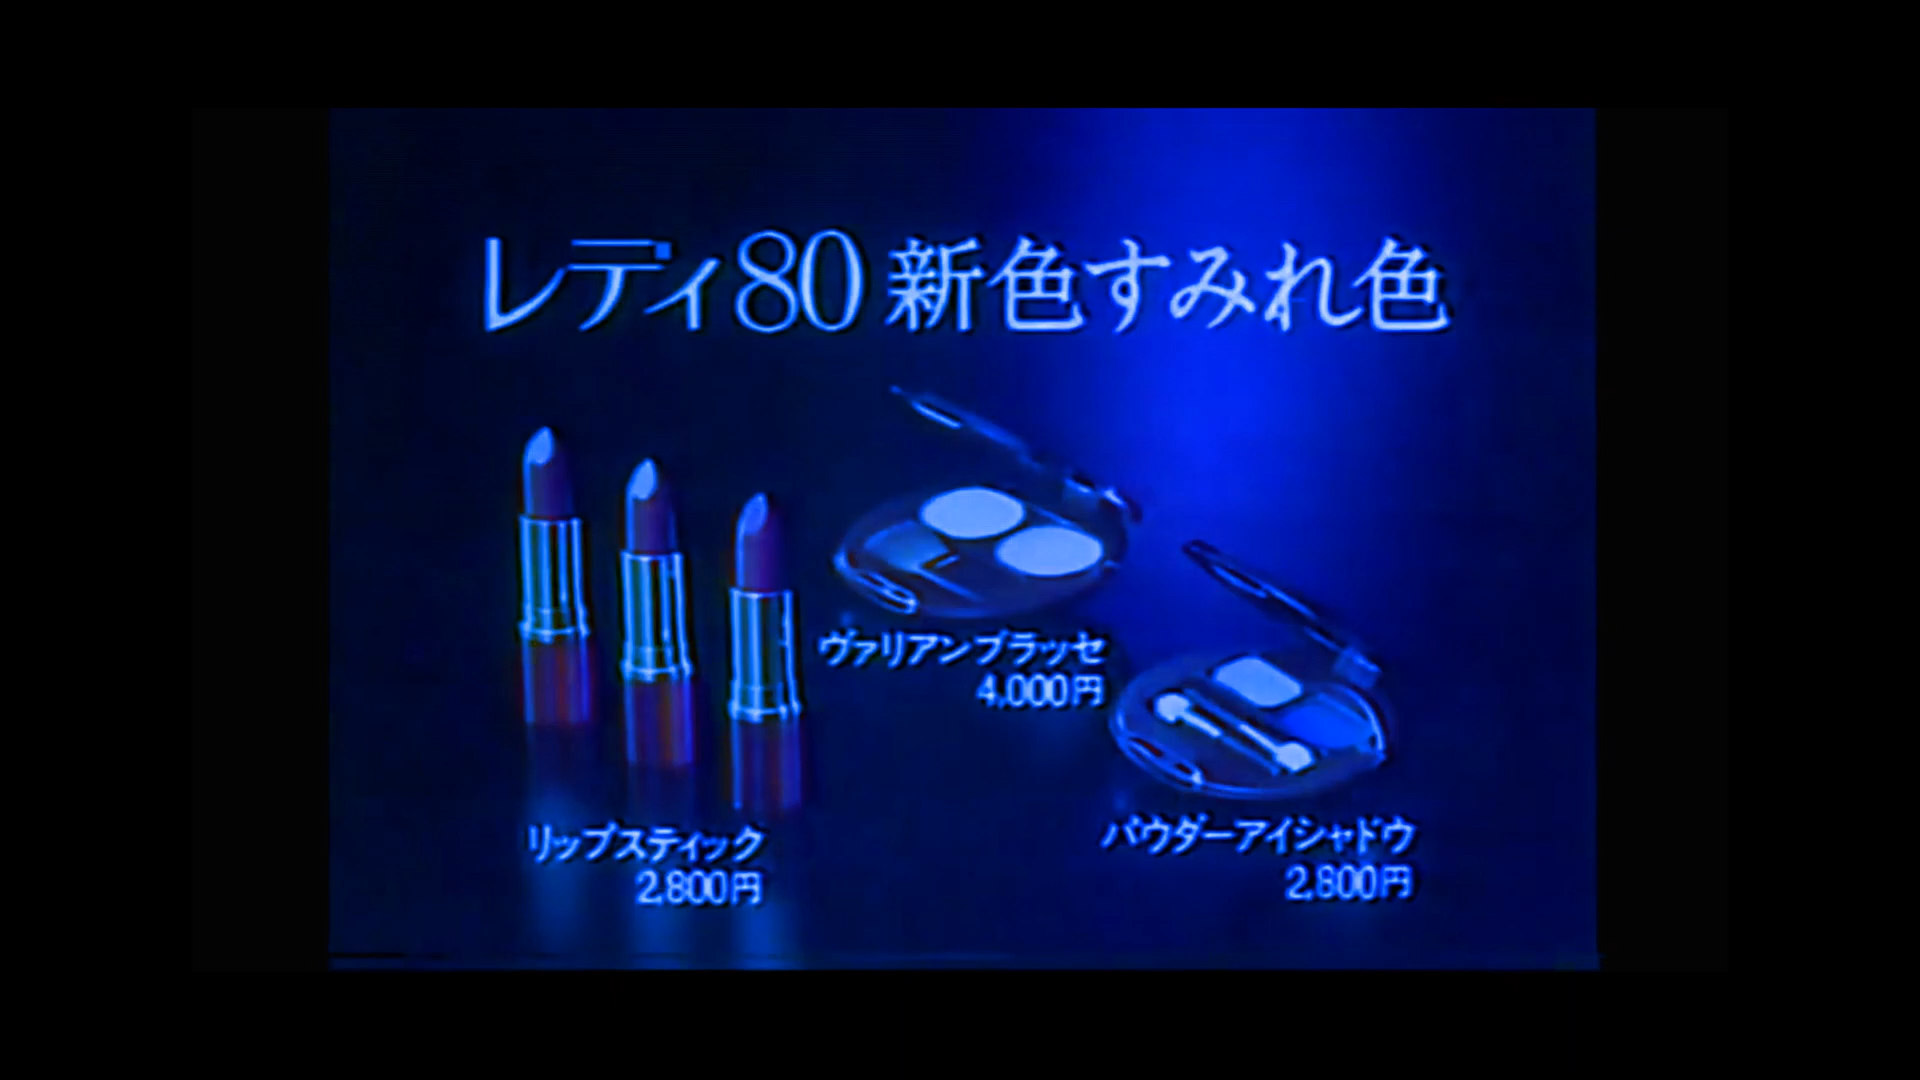 レディ80 新色すみれ色
ヴァリアンブラッセ
4,000円
リップスティック
2,800円
パウダーアイシャドウ
2,800円